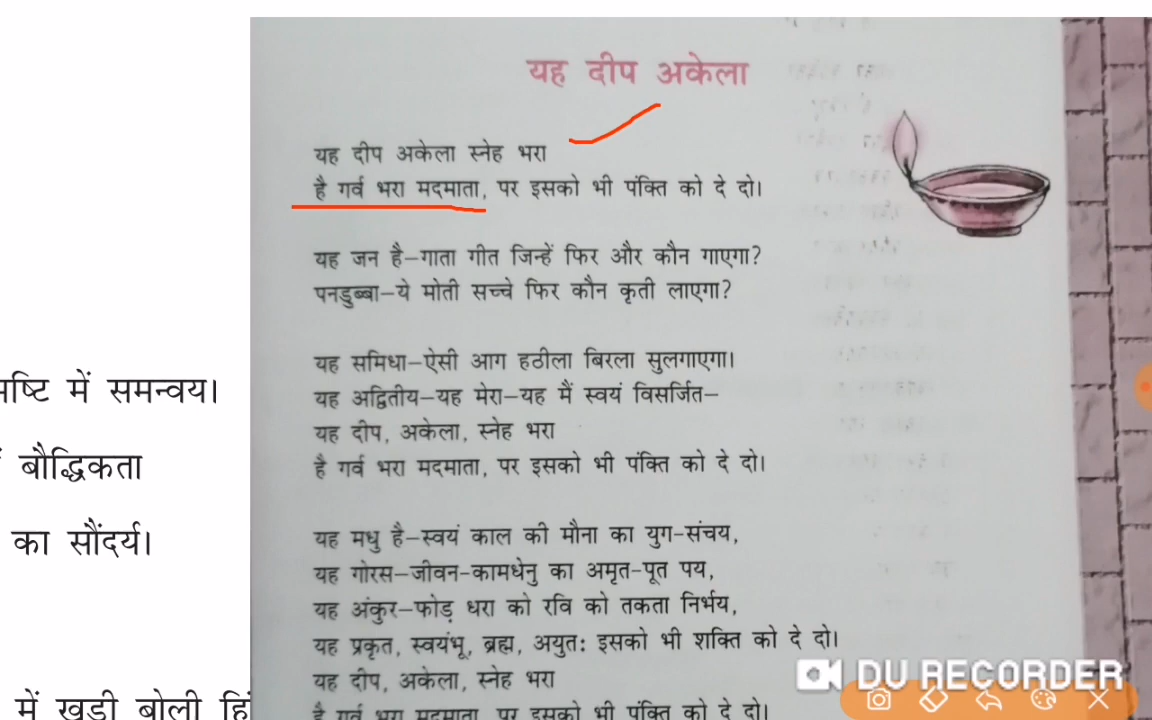 यह दीप अकेला
यह दीप अकेला स्नेह भरा
है गर्व भरा मदमाता, पर इसको भी पंक्ति को दे दो।
यह जन है–गाता गीत जिन्हें फिर और कौन गाएगा?
पनडुब्बा–ये मोती सच्चे फिर कौन कृती लाएगा?
यह समिधा–ऐसी आग हठीला बिरला सुलगाएगा।
यह अद्वितीय–यह मेरा–यह मैं स्वयं विसर्जित–
यह दीप, अकेला, स्नेह भरा
है गर्व भरा मदमाता, पर इसको भी पंक्ति को दे दो।
यह मधु है–स्वयं काल की मौना का युग-संचय,
यह गोरस–जीवन-कामधेनु का अमृत-पूत पय,
यह अंकुर–फोड़ धरा को रवि को तकता निर्भय,
यह प्रकृत, स्वयंभू, ब्रह्म, अयुतः इसको भी शक्ति को दे दो।
यह दीप, अकेला, स्नेह भरा
है गर्व भरा मदमाता, पर इसको भी पंक्ति को दे दो।
में समन्वय।
बौद्धिकता
का सौंदर्य।
में खड़ी बोली
DU RECORDER